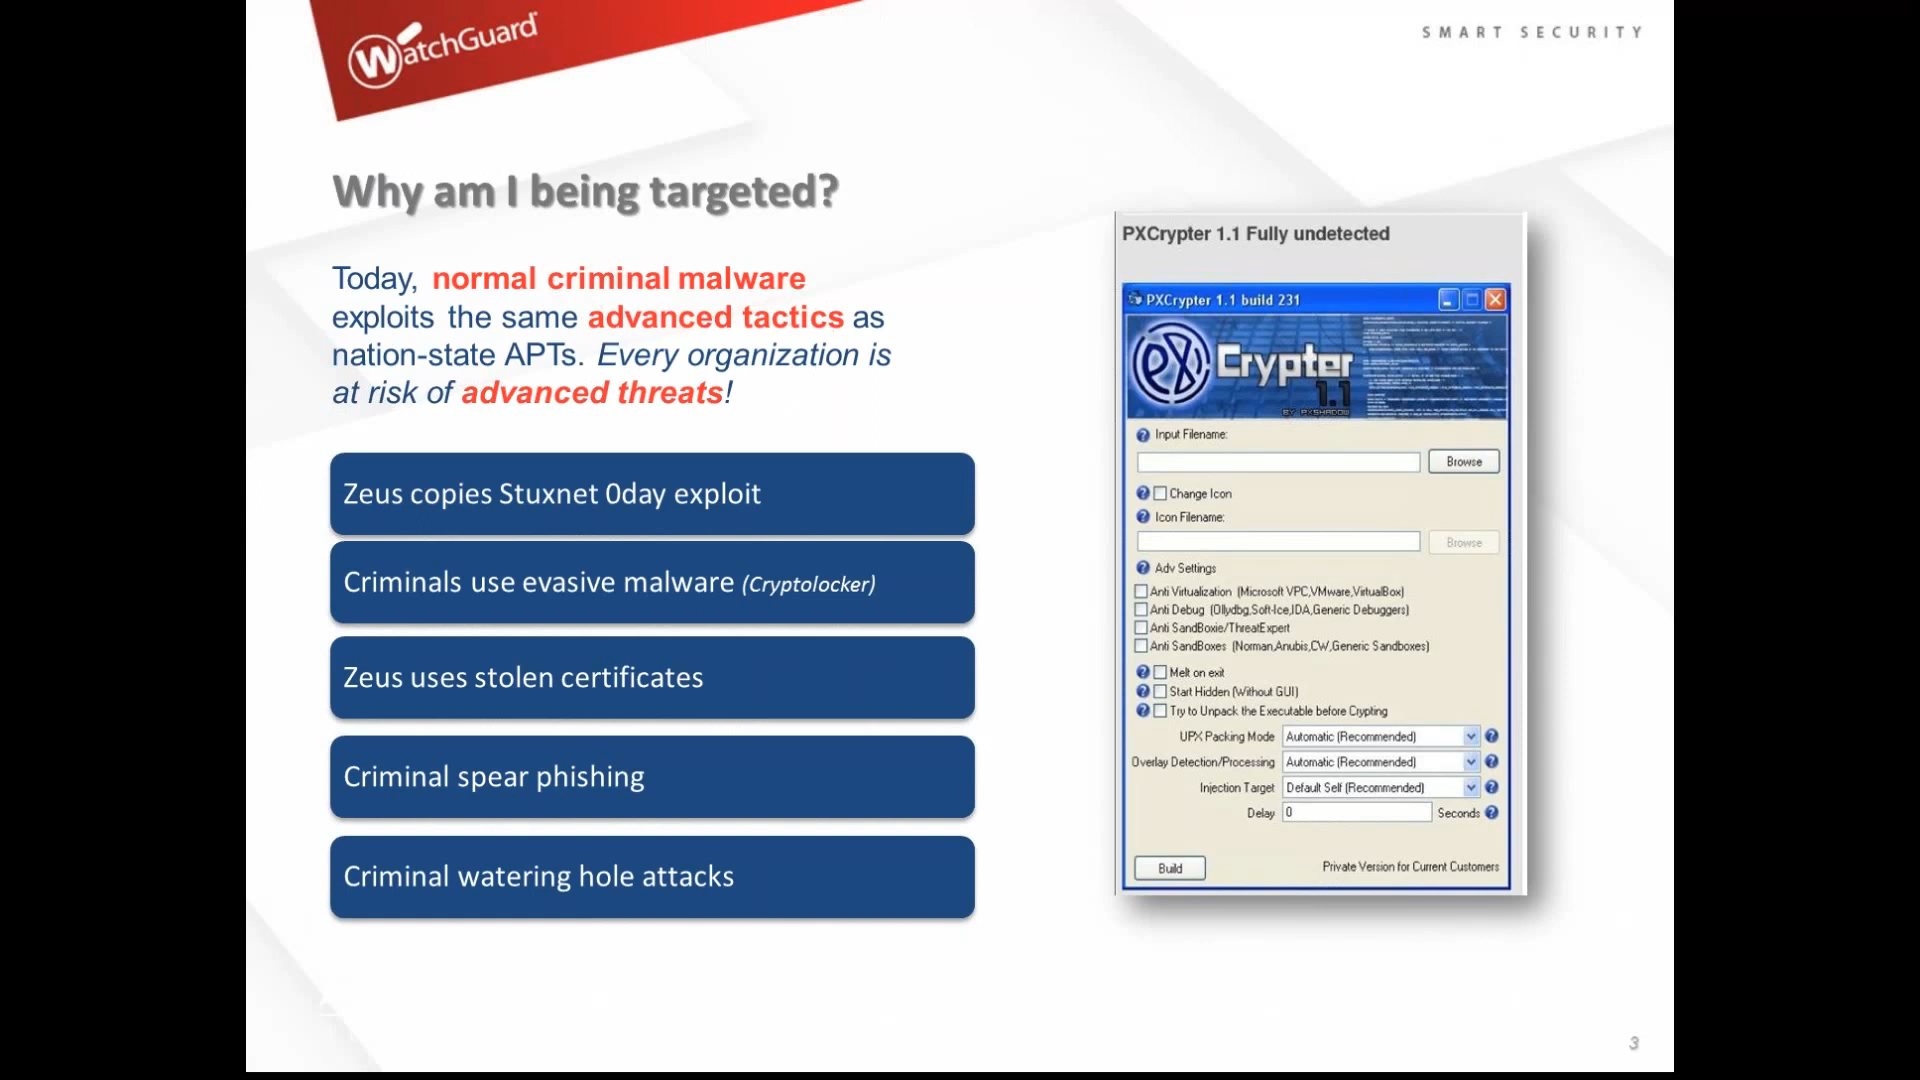 WatchGuard
SMART SECURITY
Why am I being targeted?
Today, normal criminal malware
exploits the same advanced tactics as
nation-state APTs. Every organization is
at risk of advanced threats!
Zeus copies Stuxnet 0day exploit
Criminals use evasive malware (Cryptolocker)
Zeus uses stolen certificates
Criminal spear phishing
Criminal watering hole attacks
PXCrypter 1.1 Fully undetected
PXCrypter 1.1 build 231
PX Crypter
1.1
BY PXSHADOW
Input Filename:
Browse
Change Icon
Icon Filename:
Browse
Adv Settings
Anti Virtualization (Microsoft VPC,VMware,VirtualBox)
Anti Debug (Ollydbg,Soft-Ice,IDA,Generic Debuggers)
Anti SandBoxie/ThreatExpert
Anti SandBoxes (Norman,Anubis,CW,Generic Sandboxes)
Melt on exit
Start Hidden (Without GUI)
Try to Unpack the Executable before Crypting
UPX Packing Mode Automatic (Recommended)
Overlay Detection/Processing Automatic (Recommended)
Injection Target Default Self (Recommended)
Delay 0 Seconds
Build Private Version for Current Customers
3